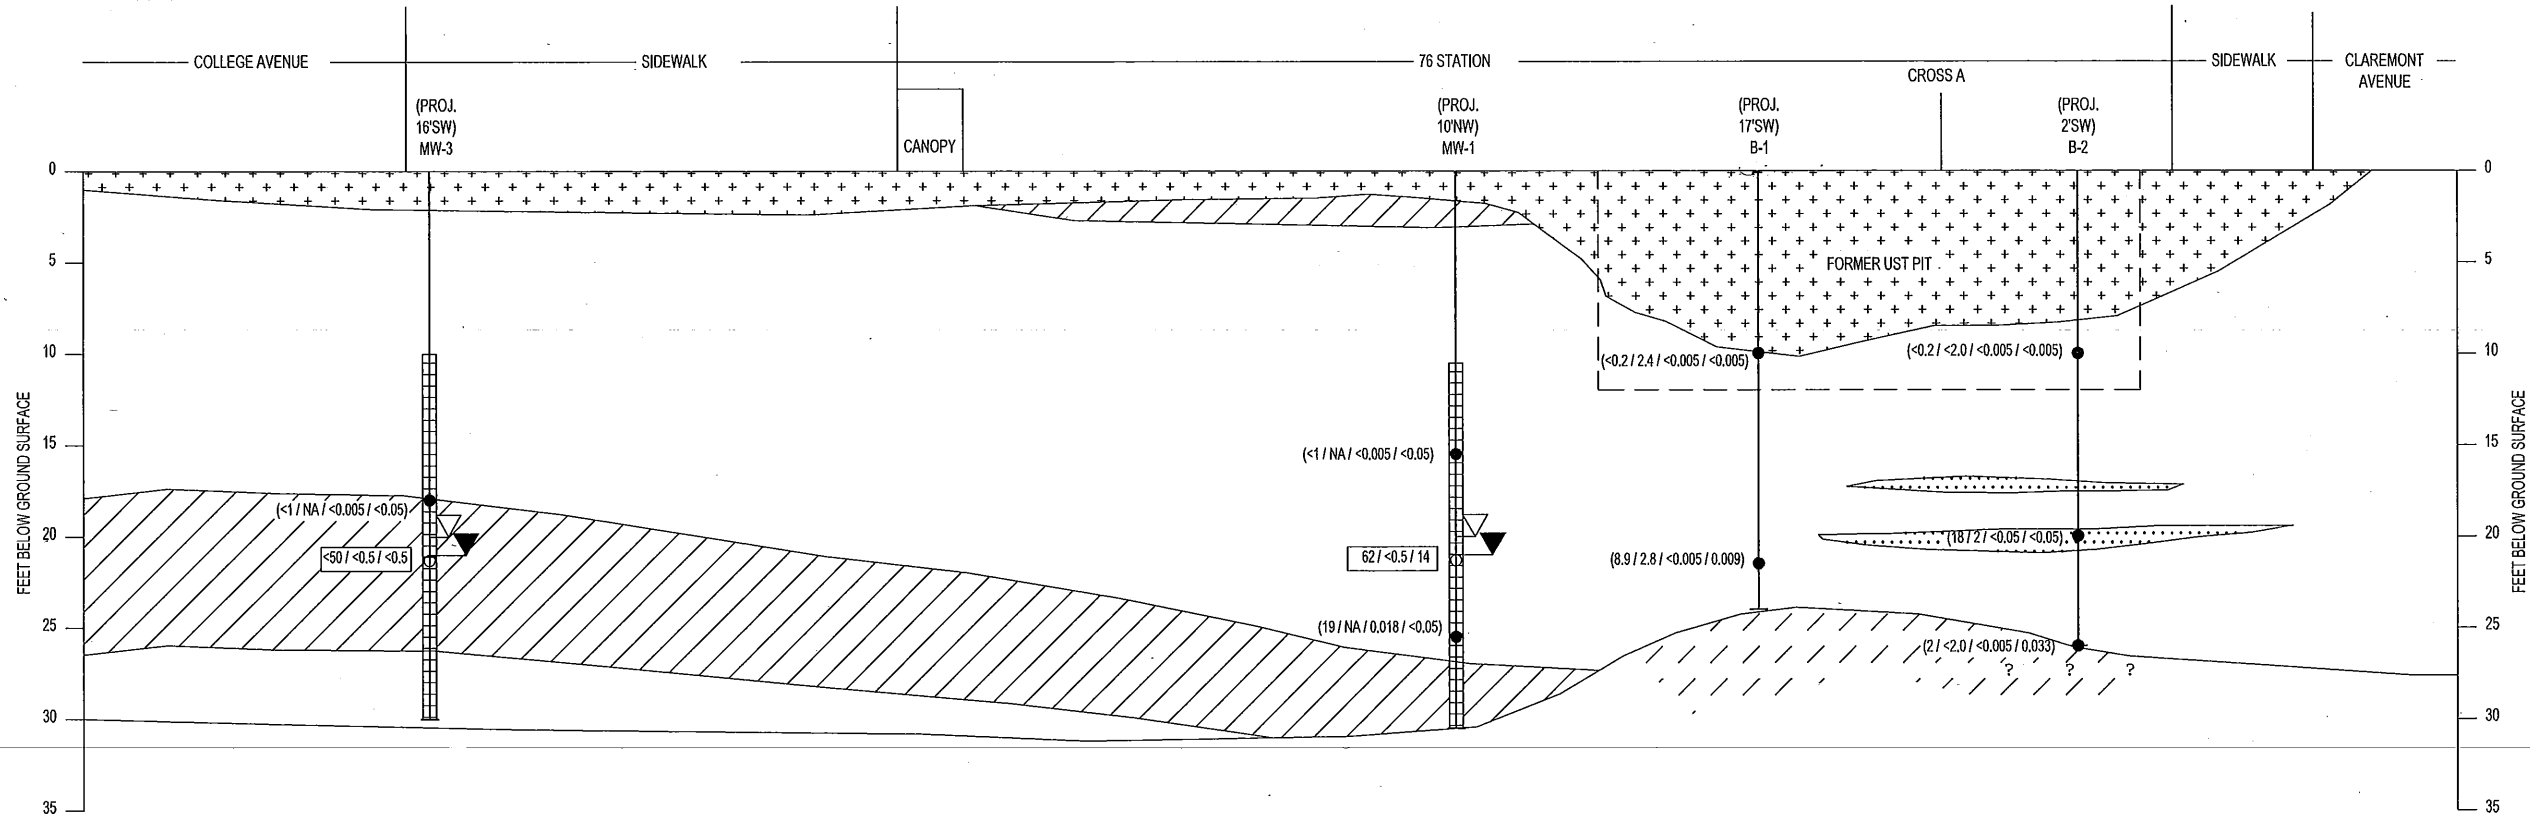 COLLEGE AVENUE
SIDEWALK
76 STATION
SIDEWALK
CLAREMONT
AVENUE
CROSS A
(PROJ.
16'SW)
MW-3
CANOPY
(PROJ.
10'NW)
MW-1
(PROJ.
17'SW)
B-1
(PROJ.
2'SW)
B-2
0
5
10
15
20
25
30
35
FEET BELOW GROUND SURFACE
FORMER UST PIT
(<0.2 / 2.4 / <0.005 / <0.005)
(<0.2 / <2.0 / <0.005 / <0.005)
(<1 / NA / <0.005 / <0.05)
(<1 / NA / <0.005 / <0.05)
(18 / 2 / <0.05 / <0.05)
<50 / <0.5 / <0.5
62 / <0.5 / 14
(8.9 / 2.8 / <0.005 / 0.009)
(19 / NA / 0.018 / <0.05)
(2 / <2.0 / <0.005 / 0.033)
? ? ?
0
5
10
15
20
25
30
35
FEET BELOW GROUND SURFACE